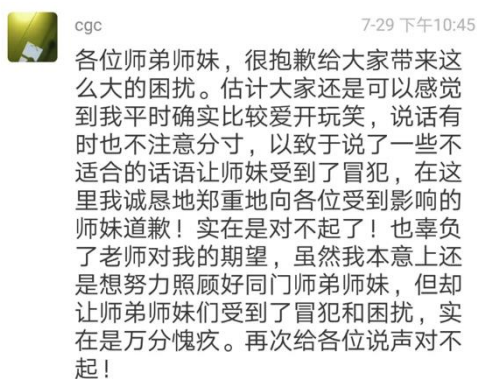 cgc
7-29 下午10:45
各位师弟师妹，很抱歉给大家带来这
么大的困扰。估计大家还是可以感觉
到我平时确实比较爱开玩笑，说话有
时也不注意分寸，以致于说了一些不
适合的话语让师妹受到了冒犯，在这
里我诚恳地郑重地向各位受到影响的
师妹道歉！实在是对不起了！也辜负
了老师对我的期望，虽然我本意上还
是想努力照顾好同门师弟师妹，但却
让师弟师妹们受到了冒犯和困扰，实
在是万分愧疚。再次给各位说声对不
起！